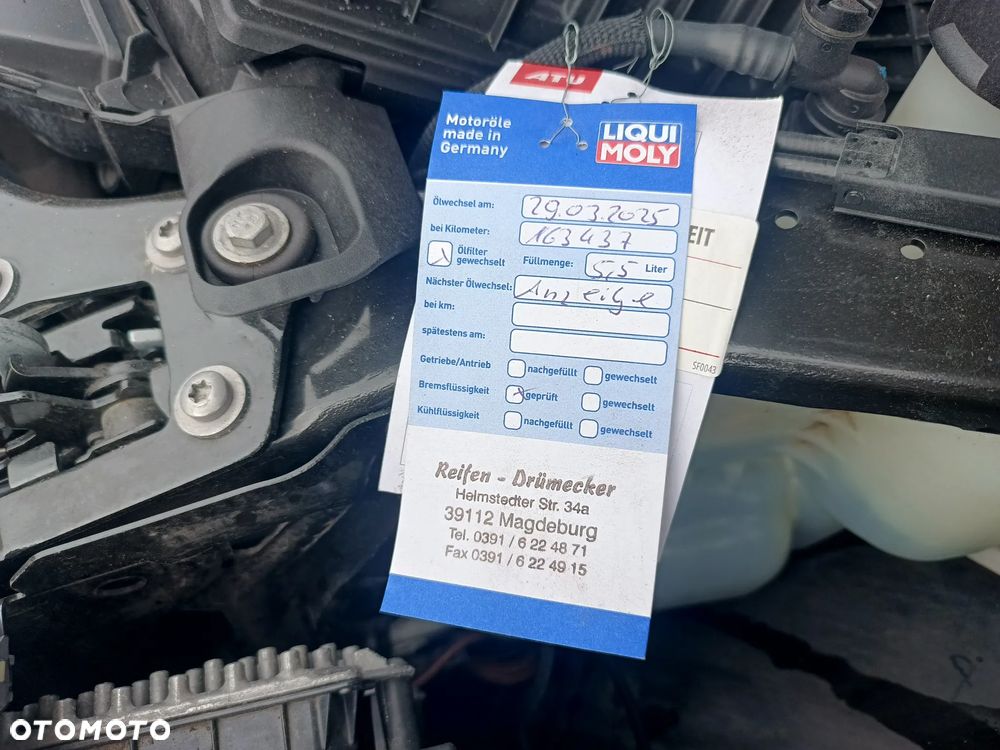 ATU
Motoröle
made in
Germany
LIQUI
MOLY
Ölwechsel am: 29.03.2025
bei Kilometer: 163437
Ölfilter
gewechselt
Füllmenge: 5,5 Liter
Nächster Ölwechsel: Anzeige
bei km:
spätestens am:
Getriebe/Antrieb nachgefüllt gewechselt
Bremsflüssigkeit geprüft gewechselt
Kühlflüssigkeit nachgefüllt gewechselt
Reifen - Drümecker
Helmstedter Str. 34a
39112 Magdeburg
Tel. 0391 / 6 22 48 71
Fax 0391 / 6 22 49 15
EIT
SF0043
OTOMOTO